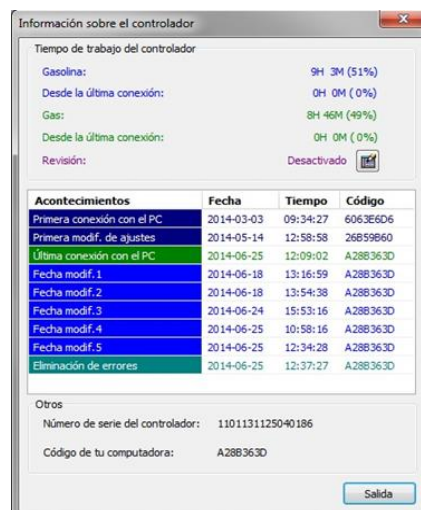 Información sobre el controlador
Tiempo de trabajo del controlador
Gasolina: 9H 3M (51%)
Desde la última conexión: 0H 0M ( 0%)
Gas: 8H 46M (49%)
Desde la última conexión: 0H 0M ( 0%)
Revisión: Desactivado
Acontecimientos Fecha Tiempo Código
Primera conexión con el PC 2014-03-03 09:34:27 6063E6D6
Primera modif. de ajustes 2014-05-14 12:58:58 26B59B60
Última conexión con el PC 2014-06-25 12:09:02 A28B363D
Fecha modif.1 2014-06-18 13:16:59 A28B363D
Fecha modif.2 2014-06-18 13:54:38 A28B363D
Fecha modif.3 2014-06-24 15:53:16 A28B363D
Fecha modif.4 2014-06-25 10:58:16 A28B363D
Fecha modif.5 2014-06-25 12:34:28 A28B363D
Eliminación de errores 2014-06-25 12:37:27 A28B363D
Otros
Número de serie del controlador: 1101131125040186
Código de tu computadora: A28B363D
Salida